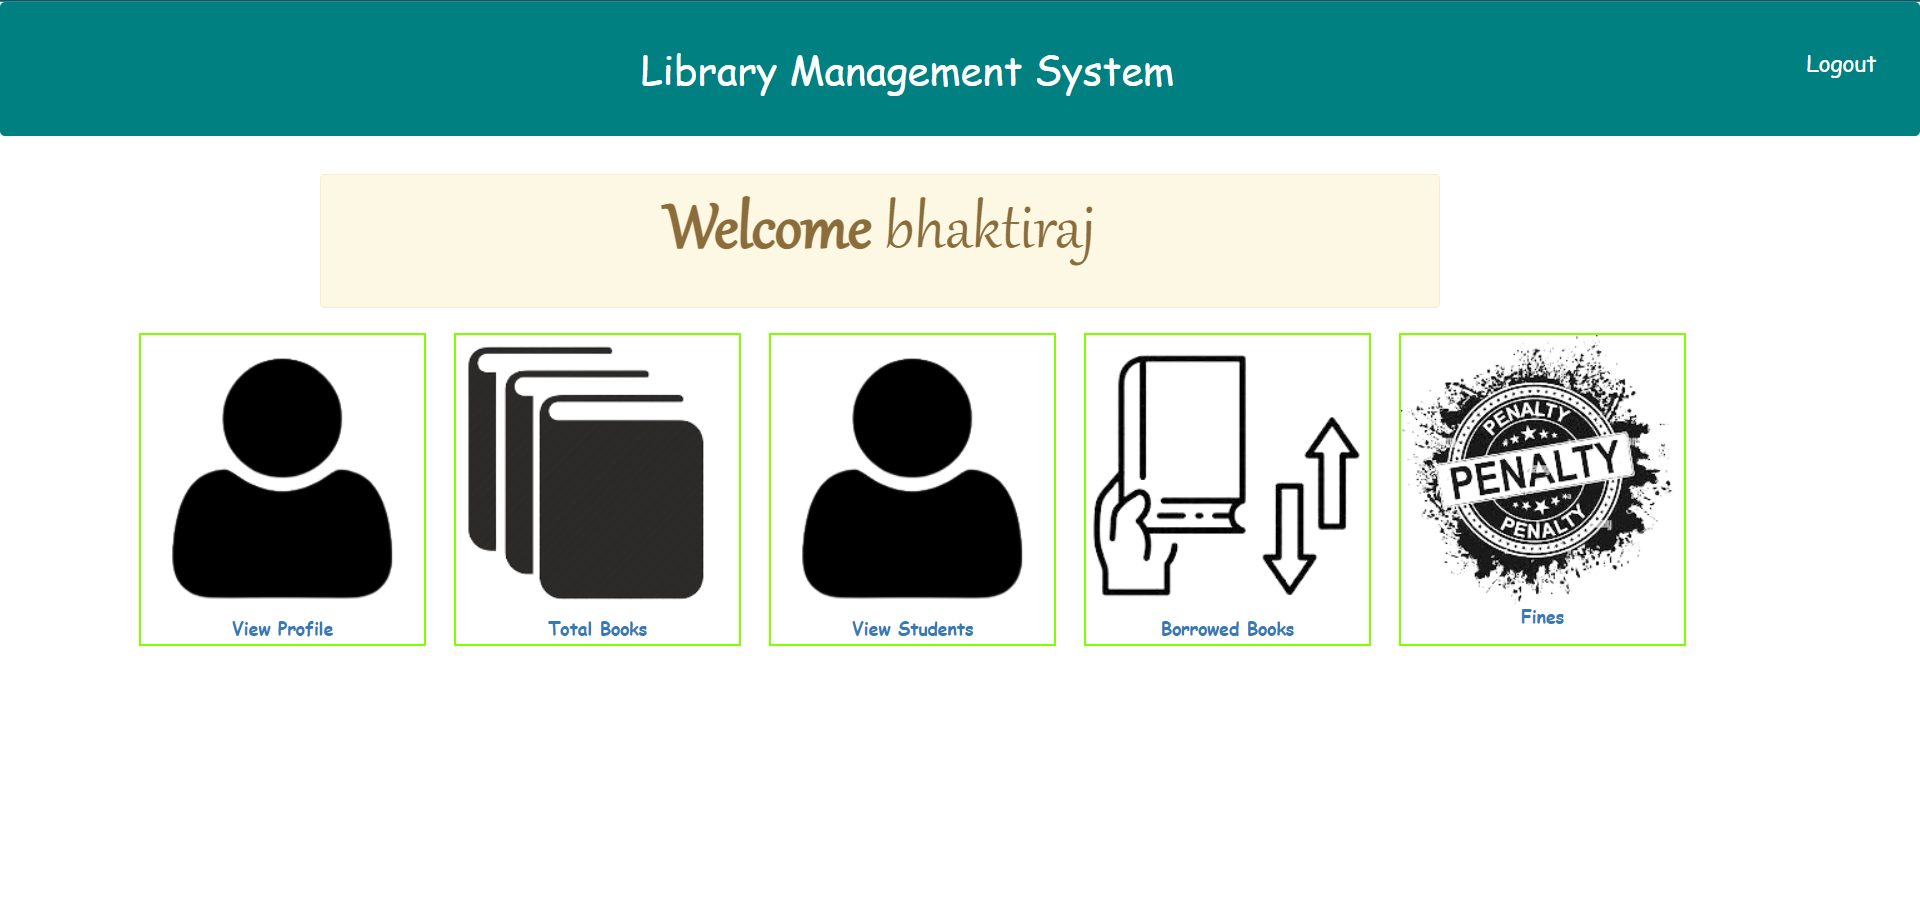 Library Management System
Logout
Welcome bhaktiraj
PENALTY
PENALTY
PENALTY
View Profile
Total Books
View Students
Borrowed Books
Fines